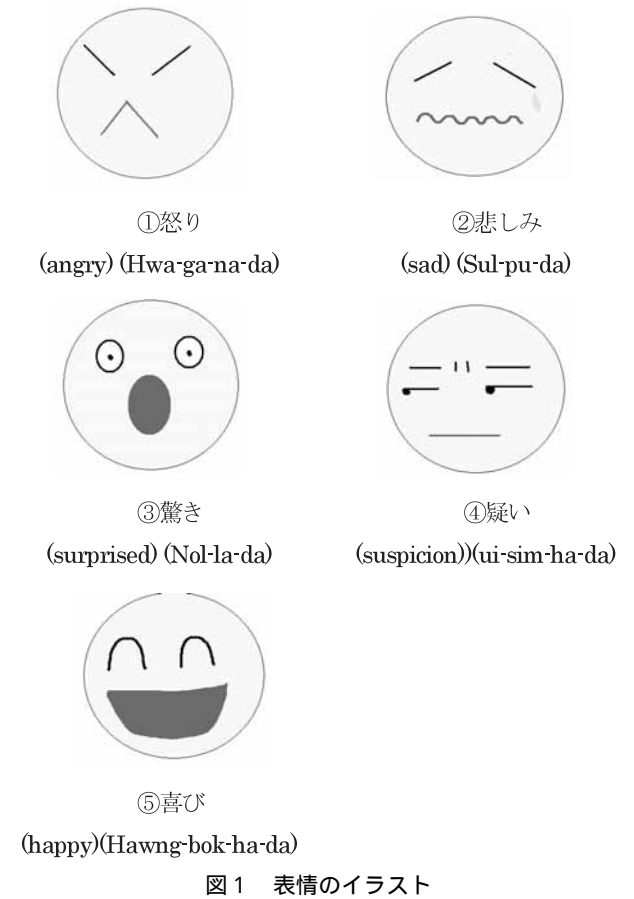 ①怒り
②悲しみ
(angry) (Hwa-ga-na-da)
(sad) (Sul-pu-da)
③驚き
④疑い
(surprised) (Nol-la-da)
(suspicion))(ui-sim-ha-da)
⑤喜び
(happy)(Hawng-bok-ha-da)
図1　表情のイラスト